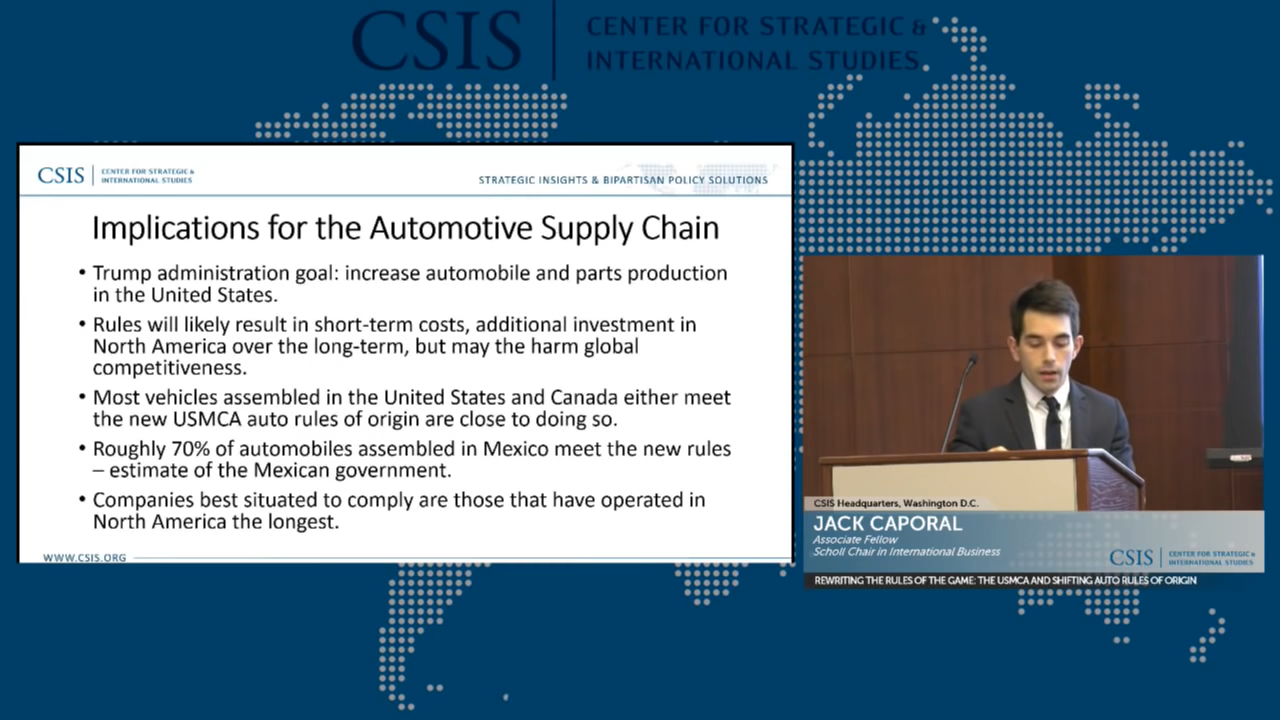 CSIS
CENTER FOR STRATEGIC &
INTERNATIONAL STUDIES
CSIS
CENTER FOR STRATEGIC &
INTERNATIONAL STUDIES
STRATEGIC INSIGHTS & BIPARTISAN POLICY SOLUTIONS
Implications for the Automotive Supply Chain
• Trump administration goal: increase automobile and parts production
in the United States.
• Rules will likely result in short-term costs, additional investment in
North America over the long-term, but may the harm global
competitiveness.
• Most vehicles assembled in the United States and Canada either meet
the new USMCA auto rules of origin are close to doing so.
• Roughly 70% of automobiles assembled in Mexico meet the new rules
– estimate of the Mexican government.
• Companies best situated to comply are those that have operated in
North America the longest.
WWW.CSIS.ORG
CSIS Headquarters, Washington D.C.
JACK CAPORAL
Associate Fellow
Scholl Chair in International Business
CSIS
CENTER FOR STRATEGIC &
INTERNATIONAL STUDIES
REWRITING THE RULES OF THE GAME: THE USMCA AND SHIFTING AUTO RULES OF ORIGIN